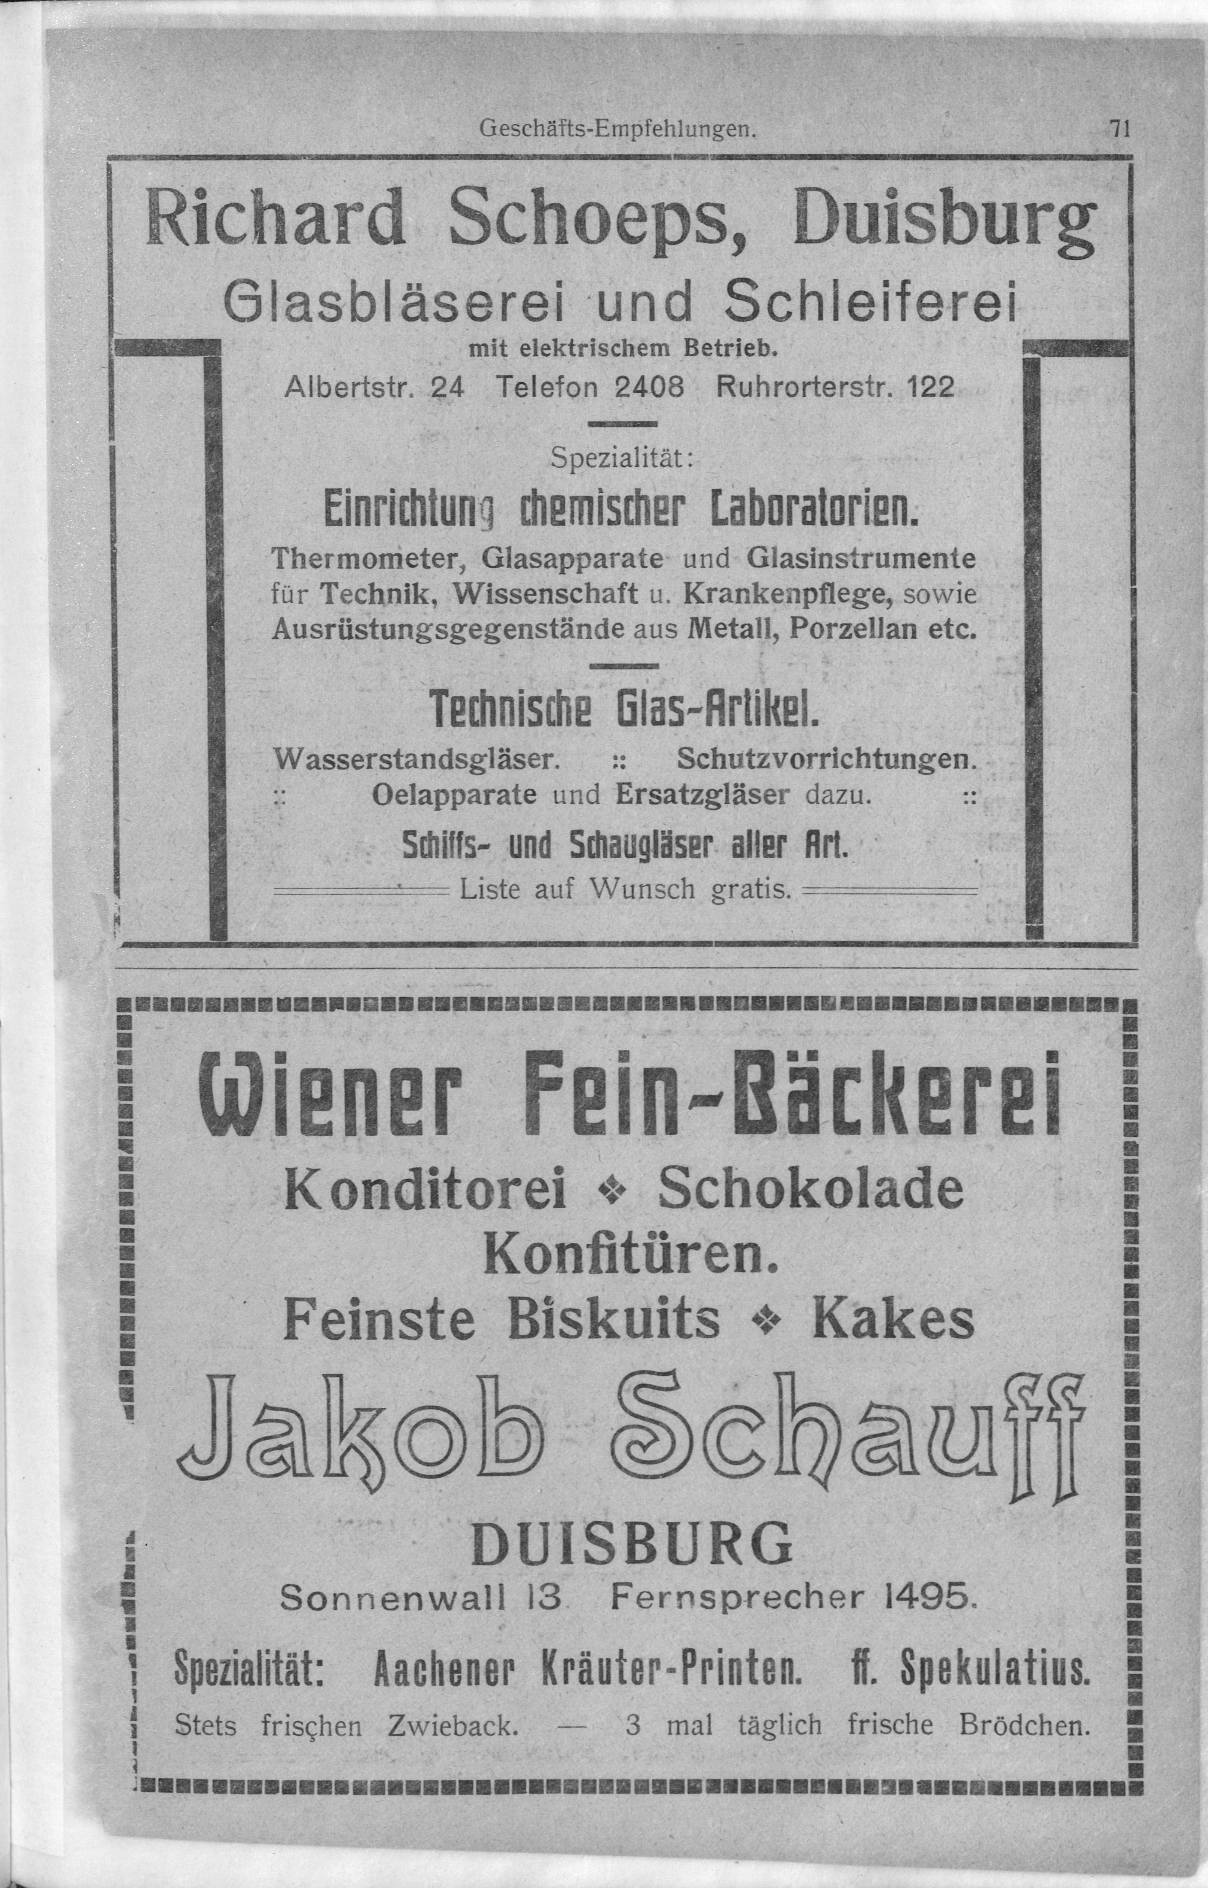 Geschäfts-Empfehlungen. 71
Richard Schoeps, Duisburg
Glasbläserei und Schleiferei
mit elektrischem Betrieb.
Albertstr. 24 Telefon 2408 Ruhrorterstr. 122
Spezialität:
Einrichtung chemischer Laboratorien.
Thermometer, Glasapparate und Glasinstrumente
für Technik, Wissenschaft u. Krankenpflege, sowie
Ausrüstungsgegenstände aus Metall, Porzellan etc.
Technische Glas-Artikel.
Wasserstandsgläser. :: Schutzvorrichtungen.
:: Oelapparate und Ersatzgläser dazu. ::
Schiffs- und Schaugläser aller Art.
Liste auf Wunsch gratis.
Wiener Fein-Bäckerei
Konditorei ❖ Schokolade
Konfitüren.
Feinste Biskuits ❖ Kakes
Jakob Schauff
DUISBURG
Sonnenwall 13. Fernsprecher 1495.
Spezialität: Aachener Kräuter-Printen. ff. Spekulatius.
Stets frischen Zwieback. — 3 mal täglich frische Brödchen.